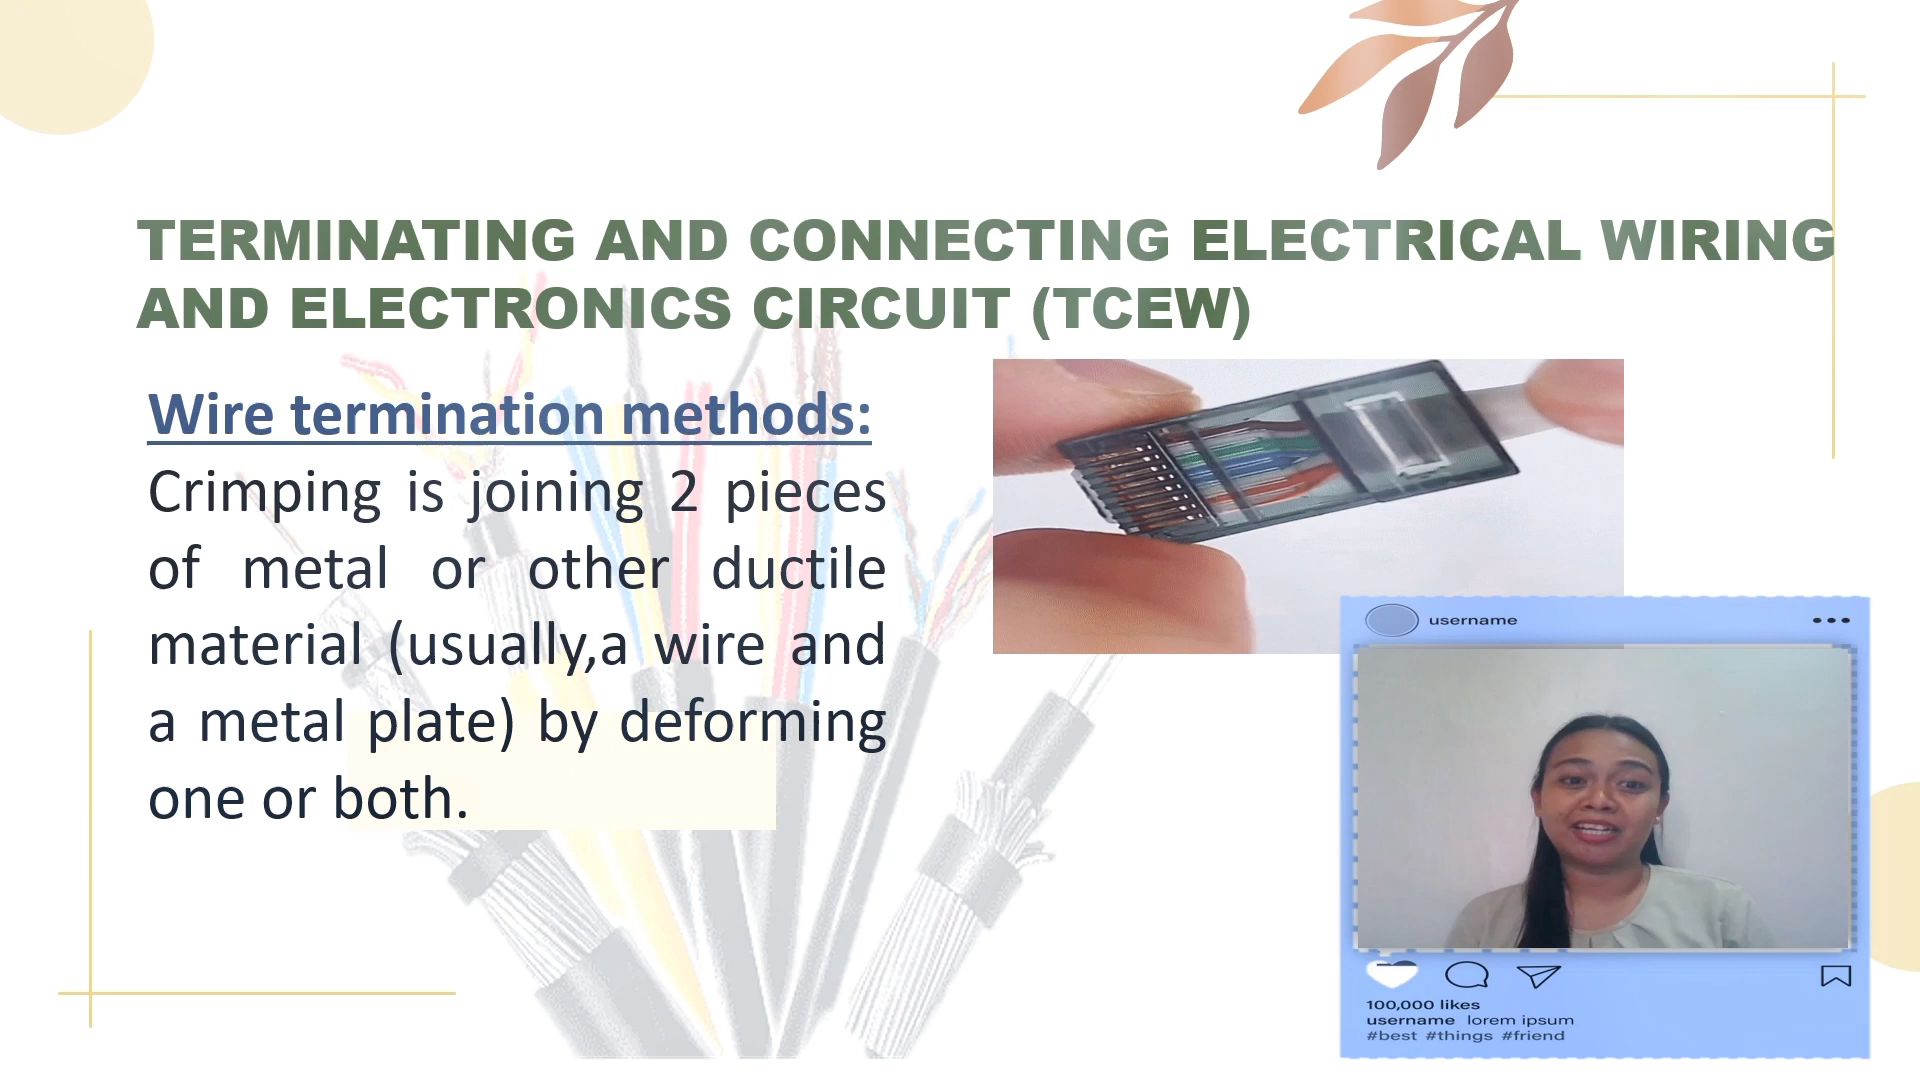 TERMINATING AND CONNECTING ELECTRICAL WIRING
AND ELECTRONICS CIRCUIT (TCEW)
Wire termination methods:
Crimping is joining 2 pieces
of metal or other ductile
material (usually,a wire and
a metal plate) by deforming
one or both.
username
100,000 likes
username lorem ipsum
#best #things #friend